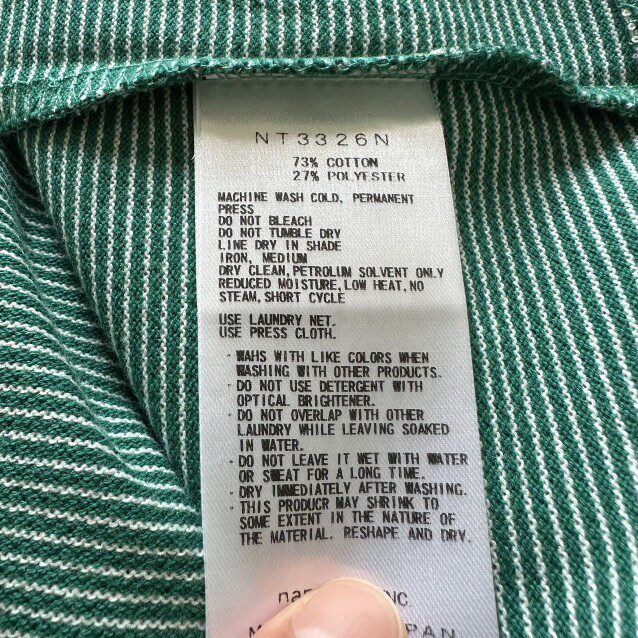 NT3326N
73% COTTON
27% POLYESTER
MACHINE WASH COLD, PERMANENT
PRESS
DO NOT BLEACH
DO NOT TUMBLE DRY
LINE DRY IN SHADE
IRON, MEDIUM
DRY CLEAN, PETROLIM SOLVENT ONLY
REDUCED MOISTURE, LOW HEAT, NO
STEAM, SHORT CYCLE
USE LAUNDRY NET.
USE PRESS CLOTH.
· WAHS WITH LIKE COLORS WHEN
WASHING WITH OTHER PRODUCTS.
· DO NOT USE DETERGENT WITH
OPTICAL BRIGHTENER.
· DO NOT OVERLAP WITH OTHER
LAUNDRY WHILE LEAVING SOAKED
IN WATER.
· DO NOT LEAVE IT WET WITH WATER
OR SWEAT FOR A LONG TIME.
· DRY IMMEDIATELY AFTER WASHING.
· THIS PRODUCR MAY SHRINK TO
SOME EXTENT IN THE NATURE OF
THE MATERIAL. RESHAPE AND DRY.